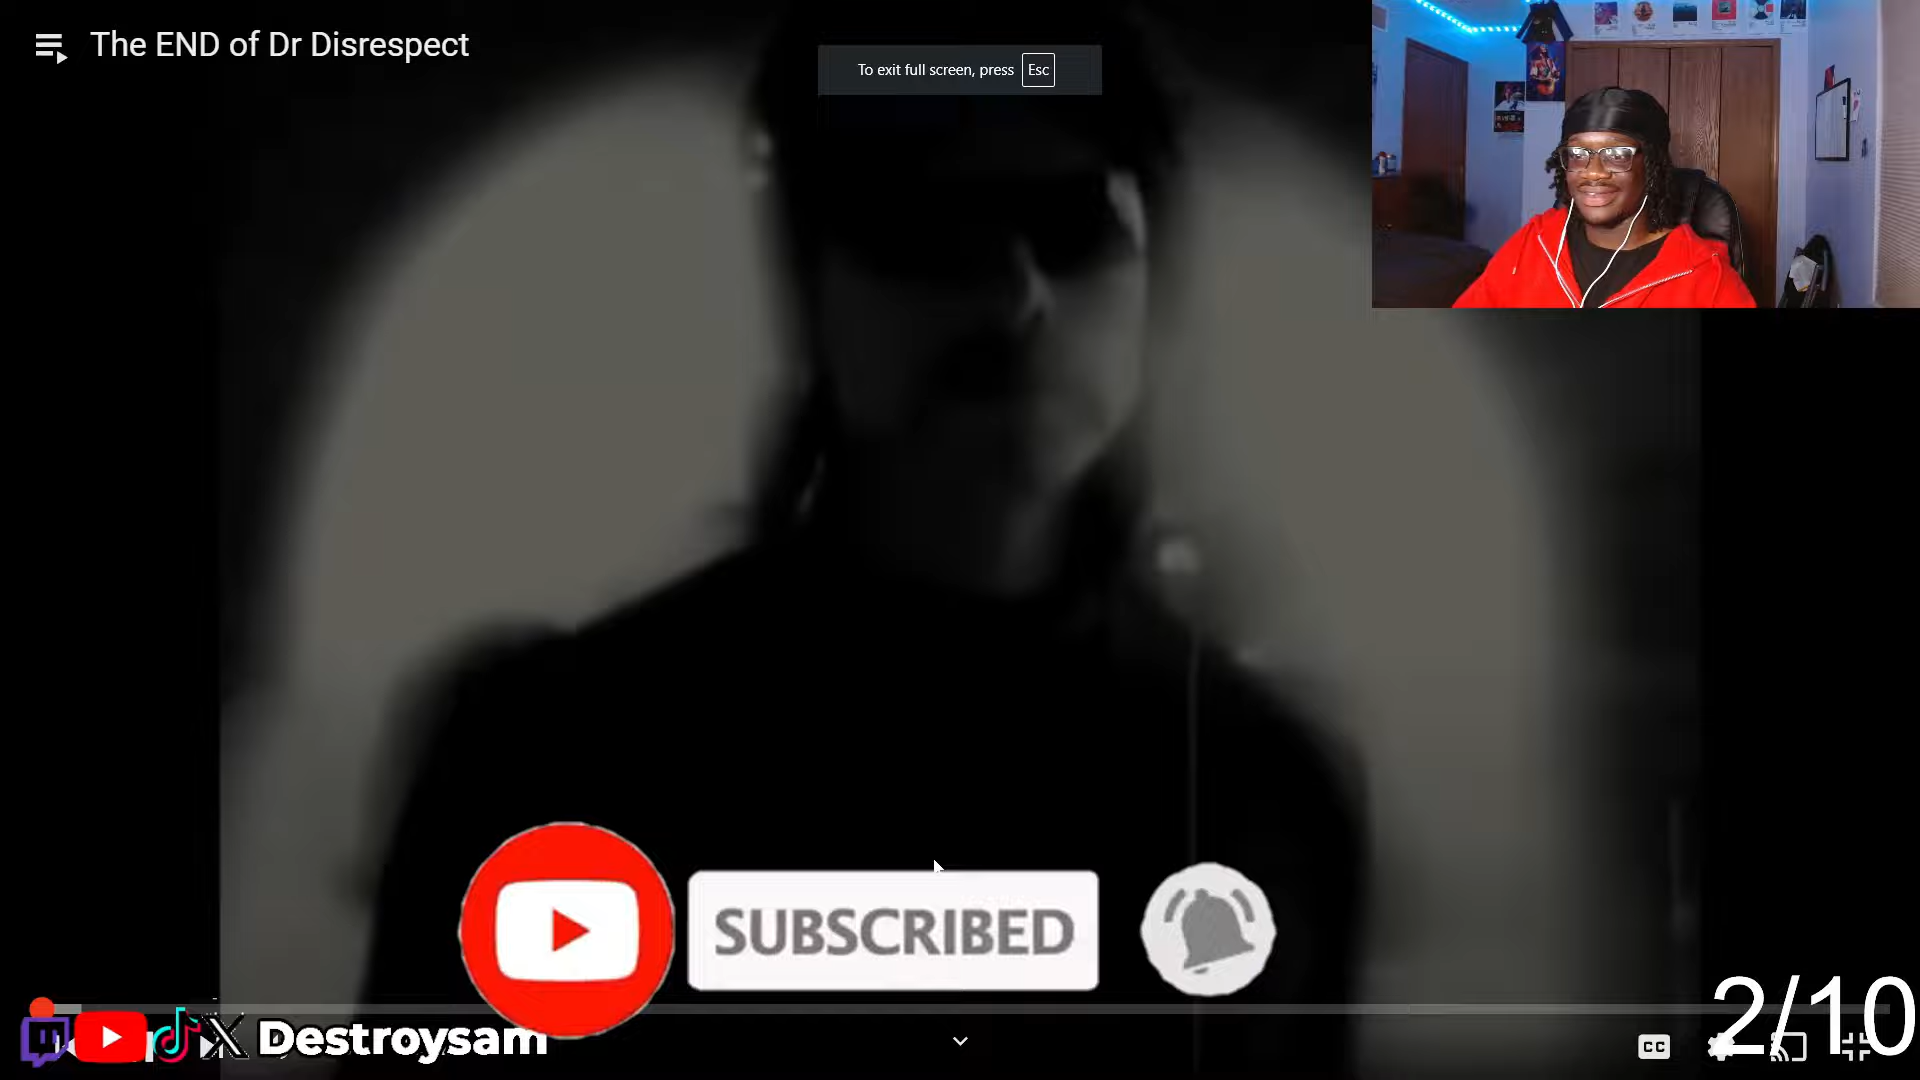 The END of Dr Disrespect
To exit full screen, press Esc
SUBSCRIBED
2/10
Destroysam
CC